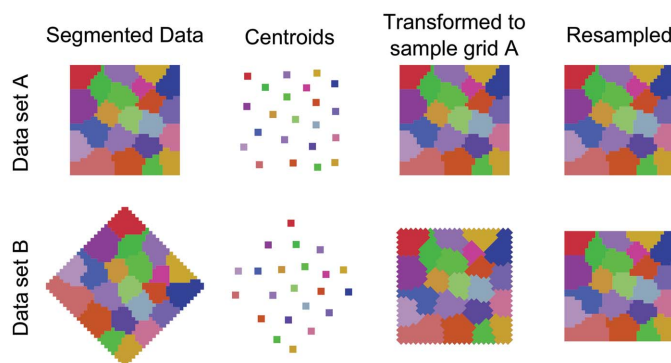 Segmented Data
Centroids
Transformed to
sample grid A
Resampled
Data set A
Data set B